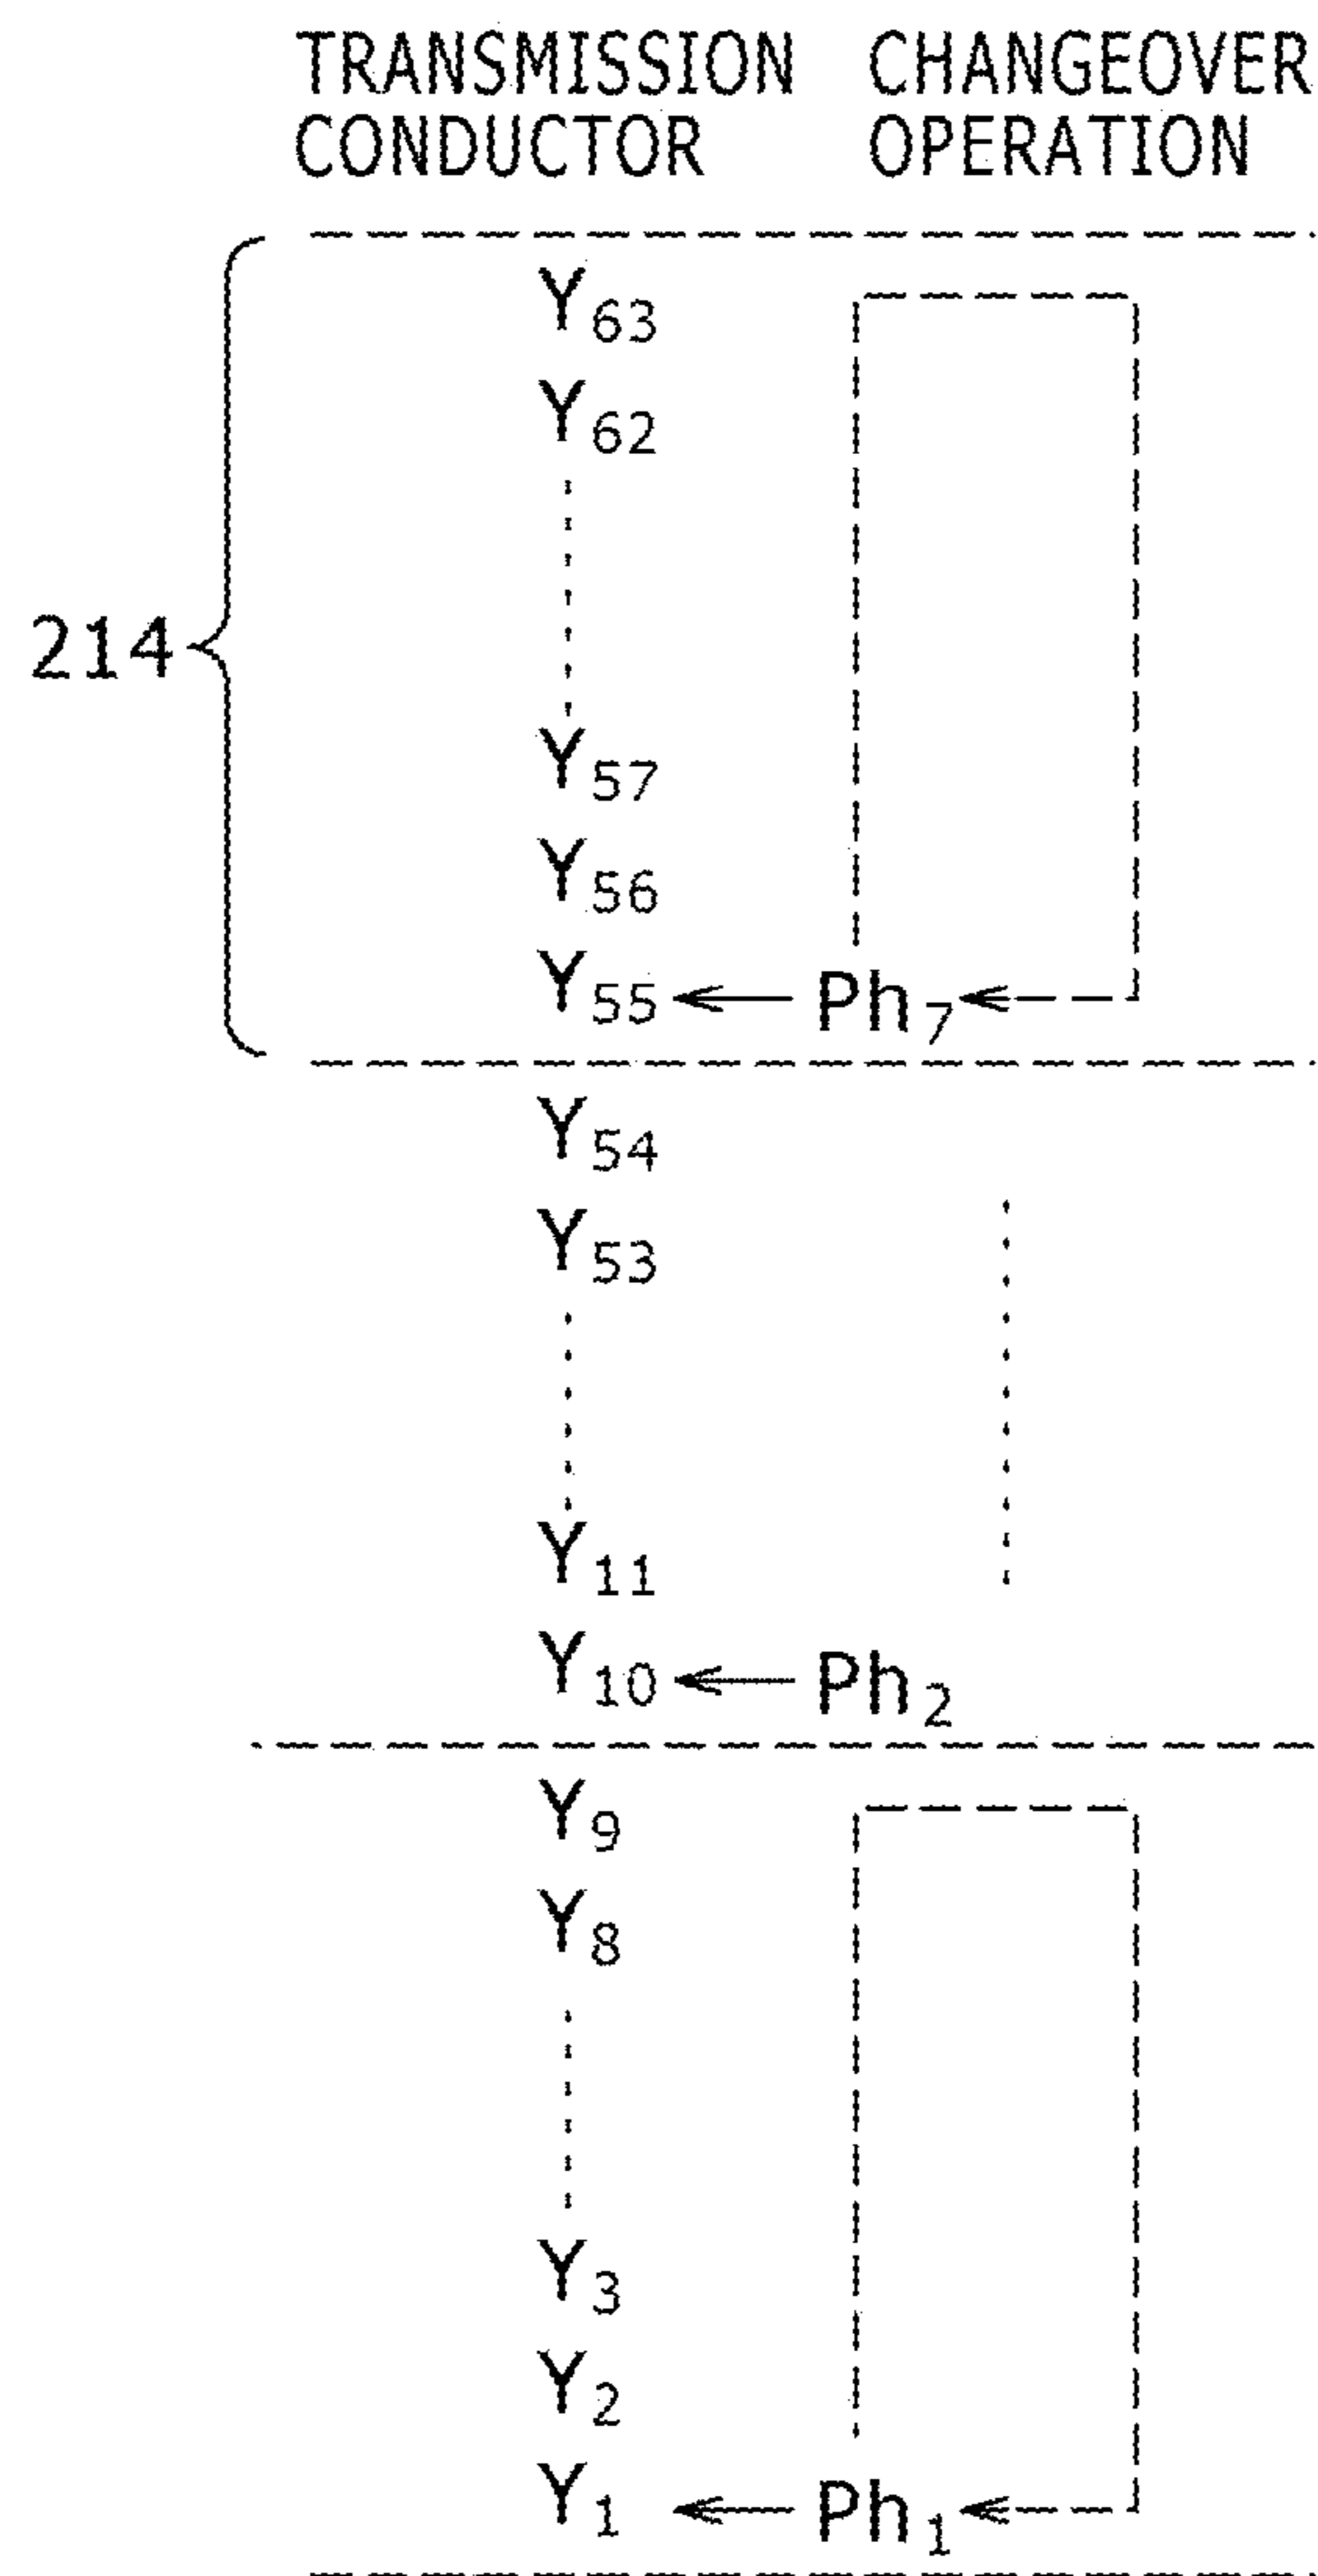 TRANSMISSION CHANGEOVER
CONDUCTOR OPERATION
Y63
Y62
214
Y57
Y56
Y55 ← Ph7
Y54
Y53
Y11
Y10 ← Ph2
Y9
Y8
Y3
Y2
Y1 ← Ph1